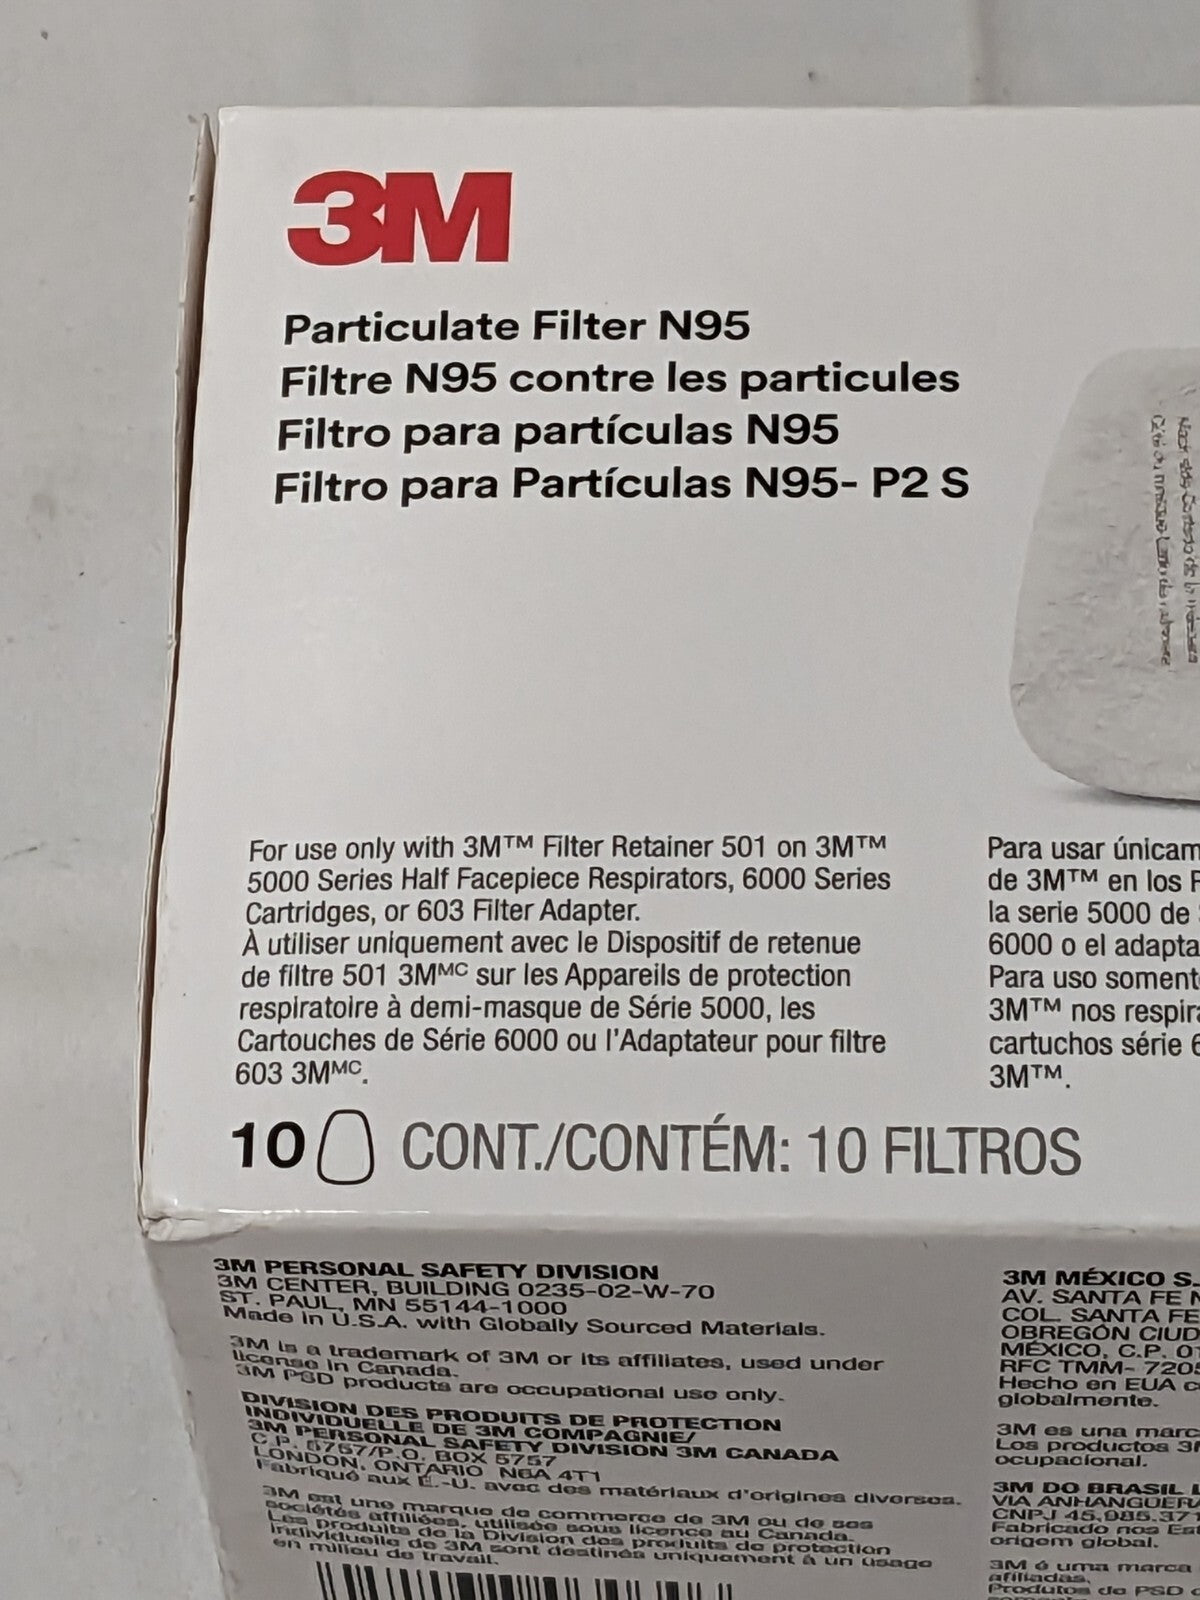 3M
Particulate Filter N95
Filtre N95 contre les particules
Filtro para partículas N95
Filtro para Partículas N95- P2 S
For use only with 3M™ Filter Retainer 501 on 3M™
5000 Series Half Facepiece Respirators, 6000 Series
Cartridges, or 603 Filter Adapter.
À utiliser uniquement avec le Dispositif de retenue
de filtre 501 3Mᴹᶜ sur les Appareils de protection
respiratoire à demi-masque de Série 5000, les
Cartouches de Série 6000 ou l'Adaptateur pour filtre
603 3Mᴹᶜ.
Para usar únicam
de 3M™ en los
la serie 5000 de
6000 o el adapta
Para uso soment
3M™ nos respir
cartuchos série 6
3M™.
10 CONT./CONTÉM: 10 FILTROS
3M PERSONAL SAFETY DIVISION
3M CENTER, BUILDING 0235-02-W-70
ST. PAUL, MN 55144-1000
Made in U.S.A. with Globally Sourced Materials.
3M is a trademark of 3M or its affiliates, used under
license in Canada.
3M PSD products are occupational use only.
DIVISION DES PRODUITS DE PROTECTION
INDIVIDUELLE DE 3M COMPAGNIE/
3M PERSONAL SAFETY DIVISION 3M CANADA
C.P. 5757/P.O. BOX 5757
LONDON, ONTARIO N6A 4T1
Fabriqué aux É.-U. avec des matériaux d'origines diverses.
3M est une marque de commerce de 3M ou de ses
sociétés affiliées, utilisée sous licence au Canada.
Les produits de la Division des produits de protection
individuelle de 3M sont destinés uniquement à un usage
en milieu de travail.
3M MÉXICO S.
AV. SANTA FE
COL. SANTA FE
OBREGÓN CIUD
MÉXICO, C.P. 01
RFC TMM- 7205
Hecho en EUA c
globalmente.
3M es una marc
Los productos 3M
ocupacional.
3M DO BRASIL L
VIA ANHANGUERA
CNPJ 45.985.371
Fabricado nos Est
origem global.
3M é uma marca
afiliadas.
Produtos da PSD